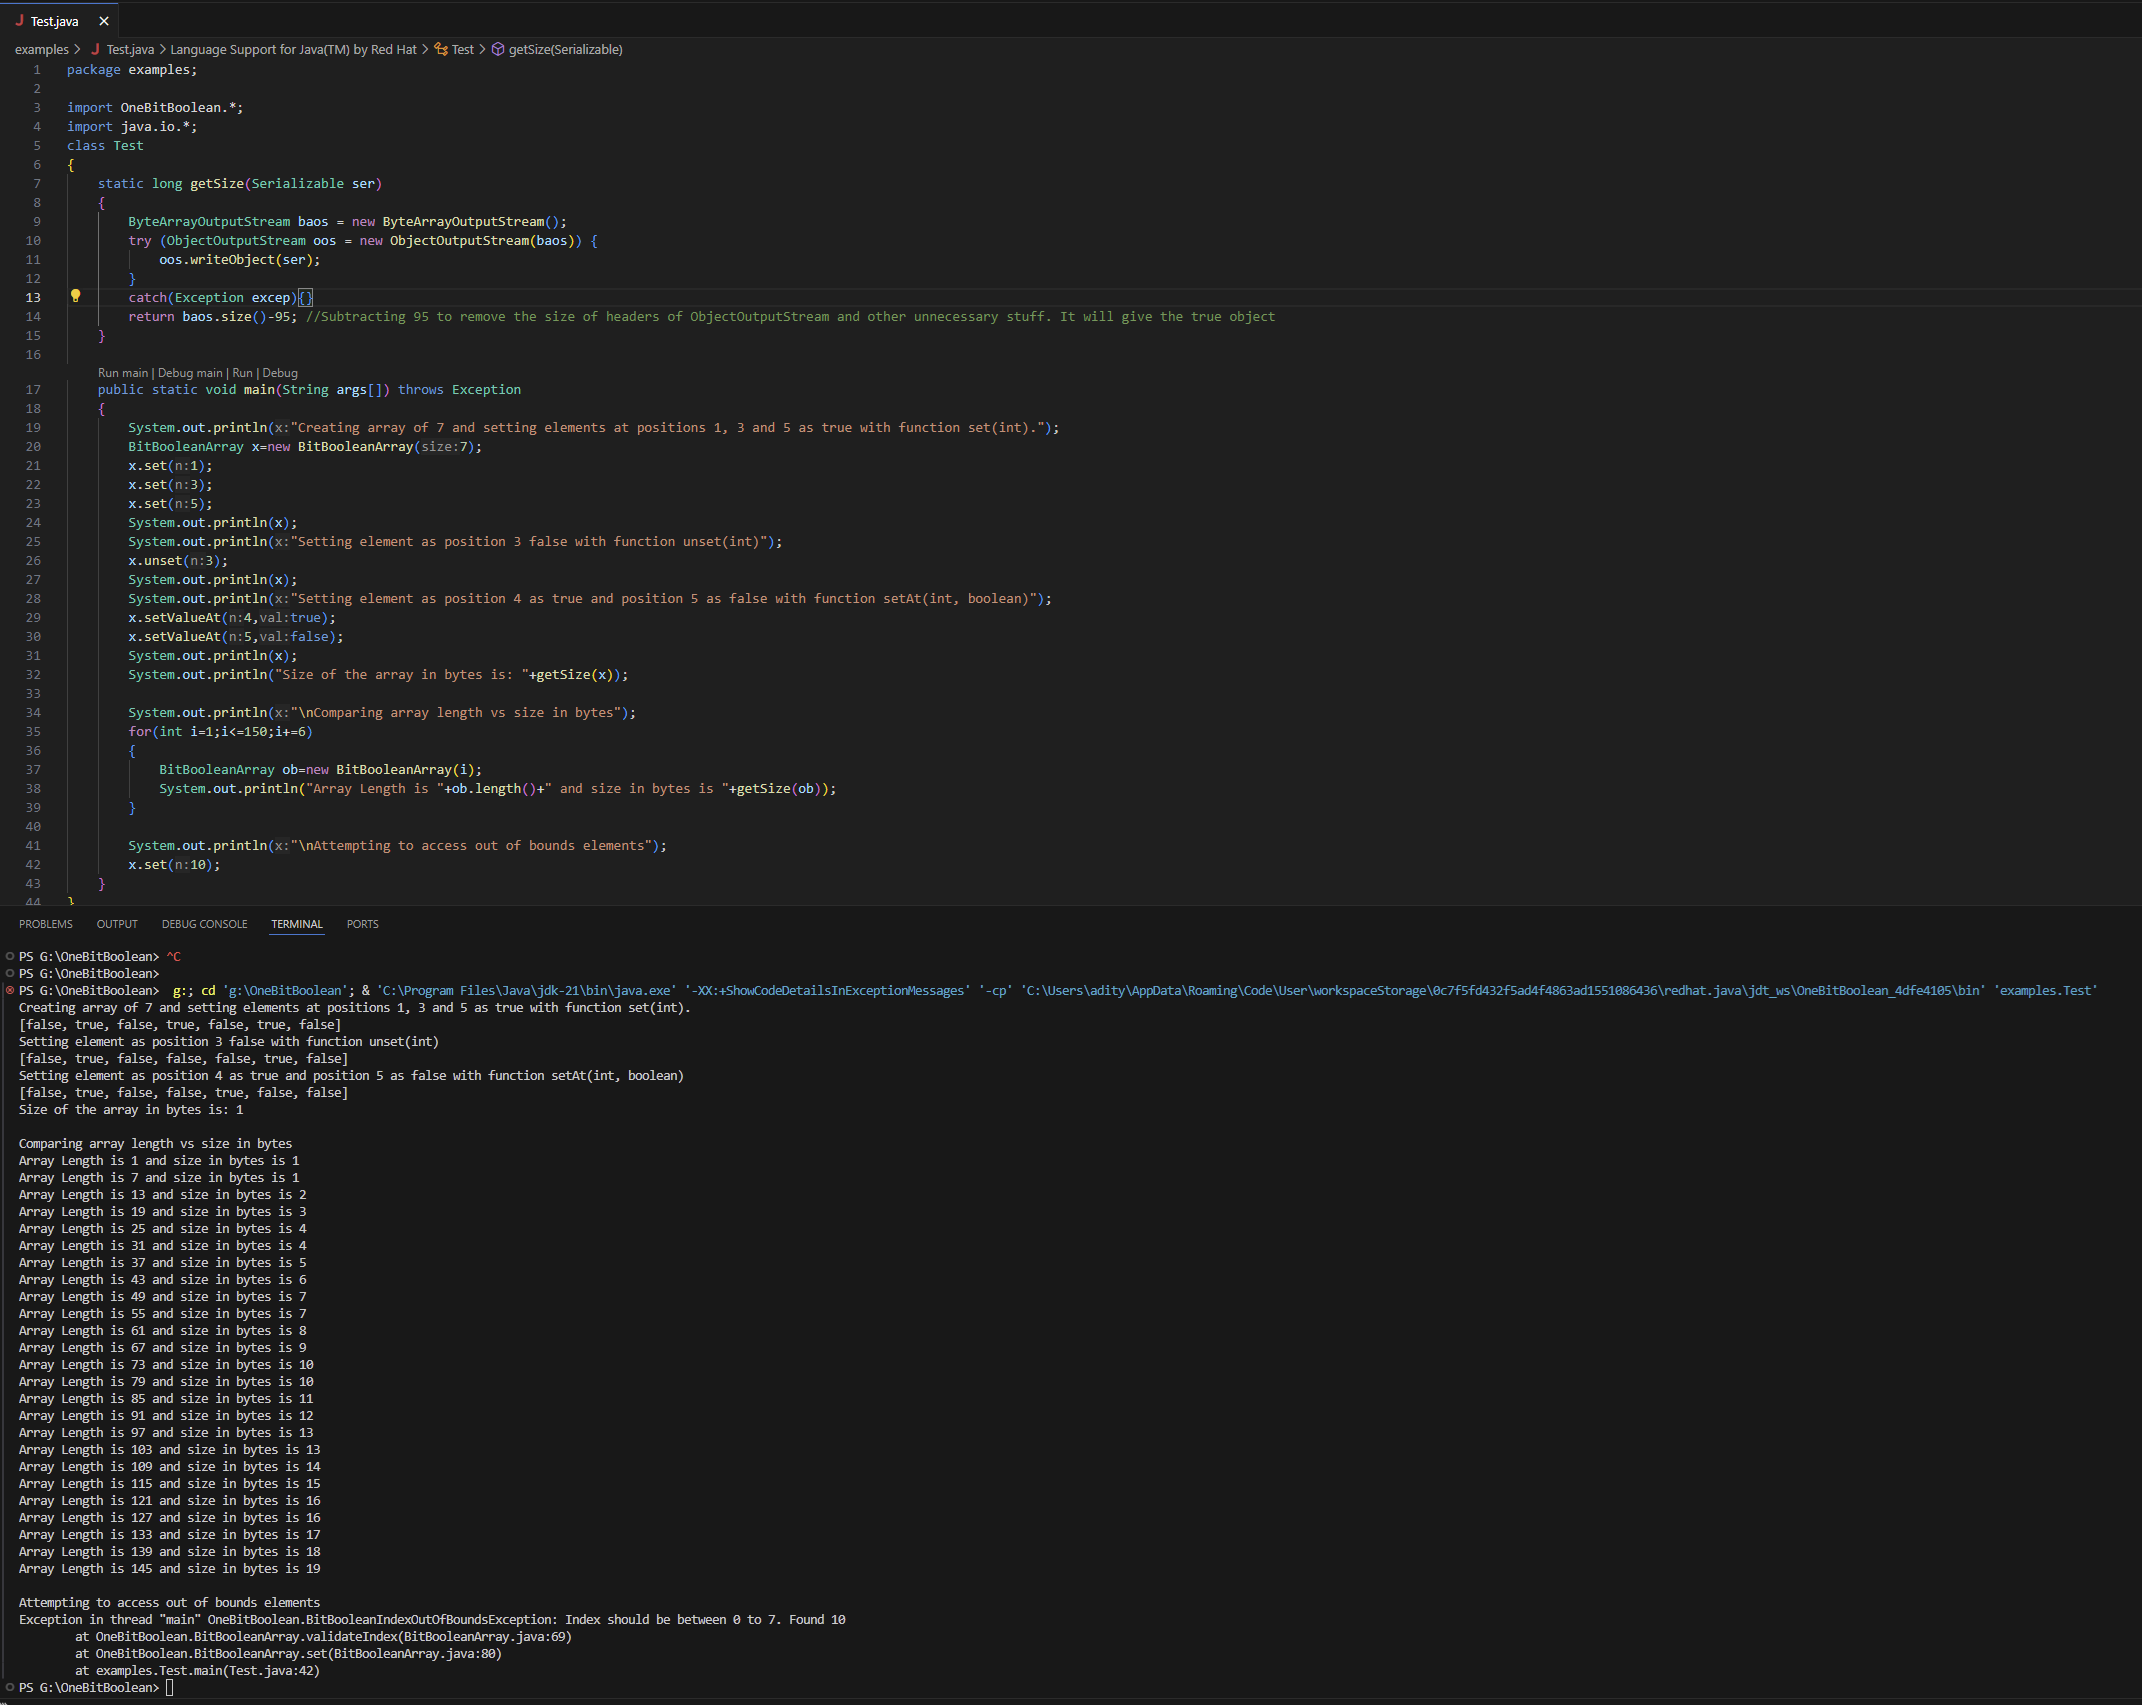 Test.java
examples > Test.java > Language Support for Java(TM) by Red Hat > Test > getSize(Serializable)
1 package examples;
2
3 import OneBitBoolean.*;
4 import java.io.*;
5 class Test
6 {
7 static long getSize(Serializable ser)
8 {
9 ByteArrayOutputStream baos = new ByteArrayOutputStream();
10 try (ObjectOutputStream oos = new ObjectOutputStream(baos)) {
11 oos.writeObject(ser);
12 }
13 catch(Exception excep){}
14 return baos.size()-95; //Subtracting 95 to remove the size of headers of ObjectOutputStream and other unnecessary stuff. It will give the true object
15 }
16
Run main | Debug main | Run | Debug
17 public static void main(String args[]) throws Exception
18 {
19 System.out.println(x:"Creating array of 7 and setting elements at positions 1, 3 and 5 as true with function set(int).");
20 BitBooleanArray x=new BitBooleanArray(size:7);
21 x.set(n:1);
22 x.set(n:3);
23 x.set(n:5);
24 System.out.println(x);
25 System.out.println(x:"Setting element as position 3 false with function unset(int)");
26 x.unset(n:3);
27 System.out.println(x);
28 System.out.println(x:"Setting element as position 4 as true and position 5 as false with function setAt(int, boolean)");
29 x.setValueAt(n:4,val:true);
30 x.setValueAt(n:5,val:false);
31 System.out.println(x);
32 System.out.println("Size of the array in bytes is: "+getSize(x));
33
34 System.out.println(x:"\nComparing array length vs size in bytes");
35 for(int i=1;i<=150;i+=6)
36 {
37 BitBooleanArray ob=new BitBooleanArray(i);
38 System.out.println("Array Length is "+ob.length()+" and size in bytes is "+getSize(ob));
39 }
40
41 System.out.println(x:"\nAttempting to access out of bounds elements");
42 x.set(n:10);
43 }
44 }
PROBLEMS OUTPUT DEBUG CONSOLE TERMINAL PORTS
PS G:\OneBitBoolean> ^C
PS G:\OneBitBoolean>
PS G:\OneBitBoolean> g:; cd 'g:\OneBitBoolean'; & 'C:\Program Files\Java\jdk-21\bin\java.exe' '-XX:+ShowCodeDetailsInExceptionMessages' '-cp' 'C:\Users\adity\AppData\Roaming\Code\User\workspaceStorage\0c7f5fd432f5ad4f4863ad1551086436\redhat.java\jdt_ws\OneBitBoolean_4dfe4105\bin' 'examples.Test'
Creating array of 7 and setting elements at positions 1, 3 and 5 as true with function set(int).
[false, true, false, true, false, true, false]
Setting element as position 3 false with function unset(int)
[false, true, false, false, false, true, false]
Setting element as position 4 as true and position 5 as false with function setAt(int, boolean)
[false, true, false, false, true, false, false]
Size of the array in bytes is: 1

Comparing array length vs size in bytes
Array Length is 1 and size in bytes is 1
Array Length is 7 and size in bytes is 1
Array Length is 13 and size in bytes is 2
Array Length is 19 and size in bytes is 3
Array Length is 25 and size in bytes is 4
Array Length is 31 and size in bytes is 4
Array Length is 37 and size in bytes is 5
Array Length is 43 and size in bytes is 6
Array Length is 49 and size in bytes is 7
Array Length is 55 and size in bytes is 7
Array Length is 61 and size in bytes is 8
Array Length is 67 and size in bytes is 9
Array Length is 73 and size in bytes is 10
Array Length is 79 and size in bytes is 10
Array Length is 85 and size in bytes is 11
Array Length is 91 and size in bytes is 12
Array Length is 97 and size in bytes is 13
Array Length is 103 and size in bytes is 13
Array Length is 109 and size in bytes is 14
Array Length is 115 and size in bytes is 15
Array Length is 121 and size in bytes is 16
Array Length is 127 and size in bytes is 16
Array Length is 133 and size in bytes is 17
Array Length is 139 and size in bytes is 18
Array Length is 145 and size in bytes is 19

Attempting to access out of bounds elements
Exception in thread "main" OneBitBoolean.BitBooleanIndexOutOfBoundsException: Index should be between 0 to 7. Found 10
at OneBitBoolean.BitBooleanArray.validateIndex(BitBooleanArray.java:69)
at OneBitBoolean.BitBooleanArray.set(BitBooleanArray.java:80)
at examples.Test.main(Test.java:42)
PS G:\OneBitBoolean>